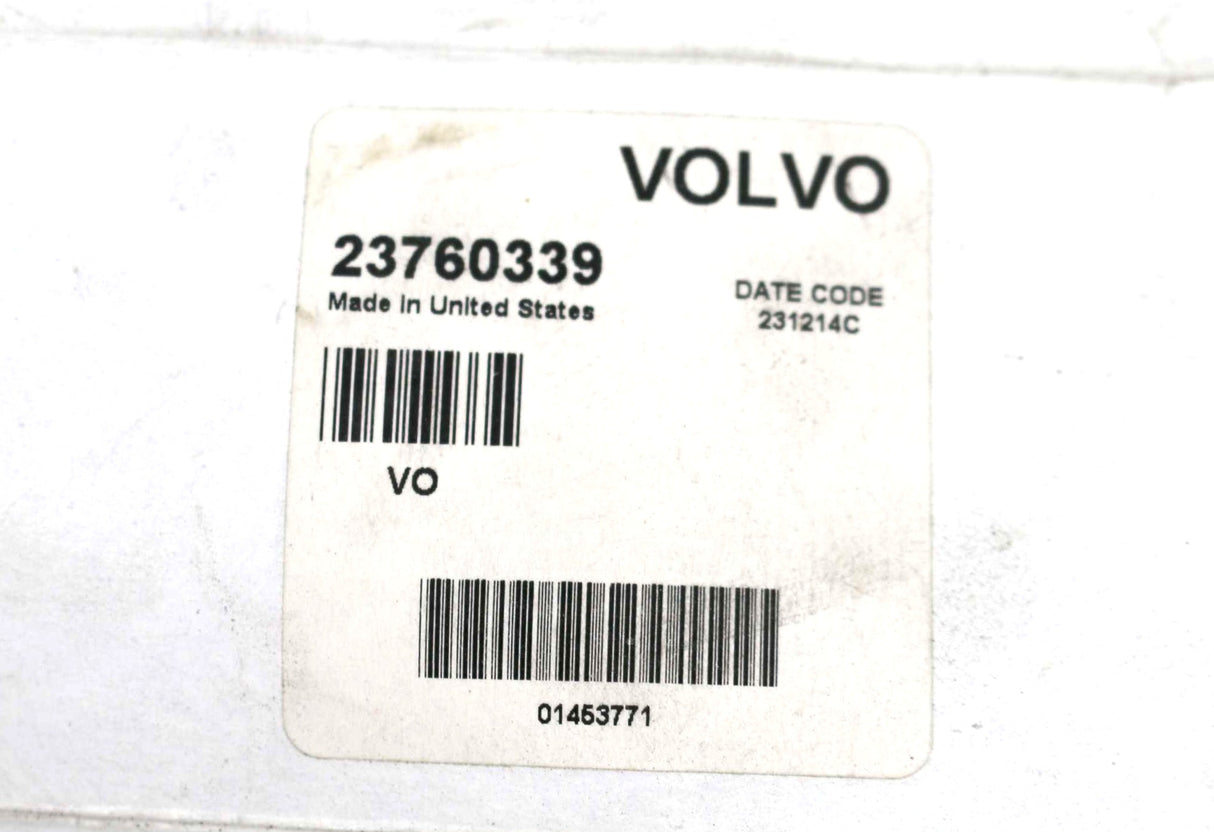 VOLVO
23760339
Made in United States
DATE CODE
231214C
VO
01453771